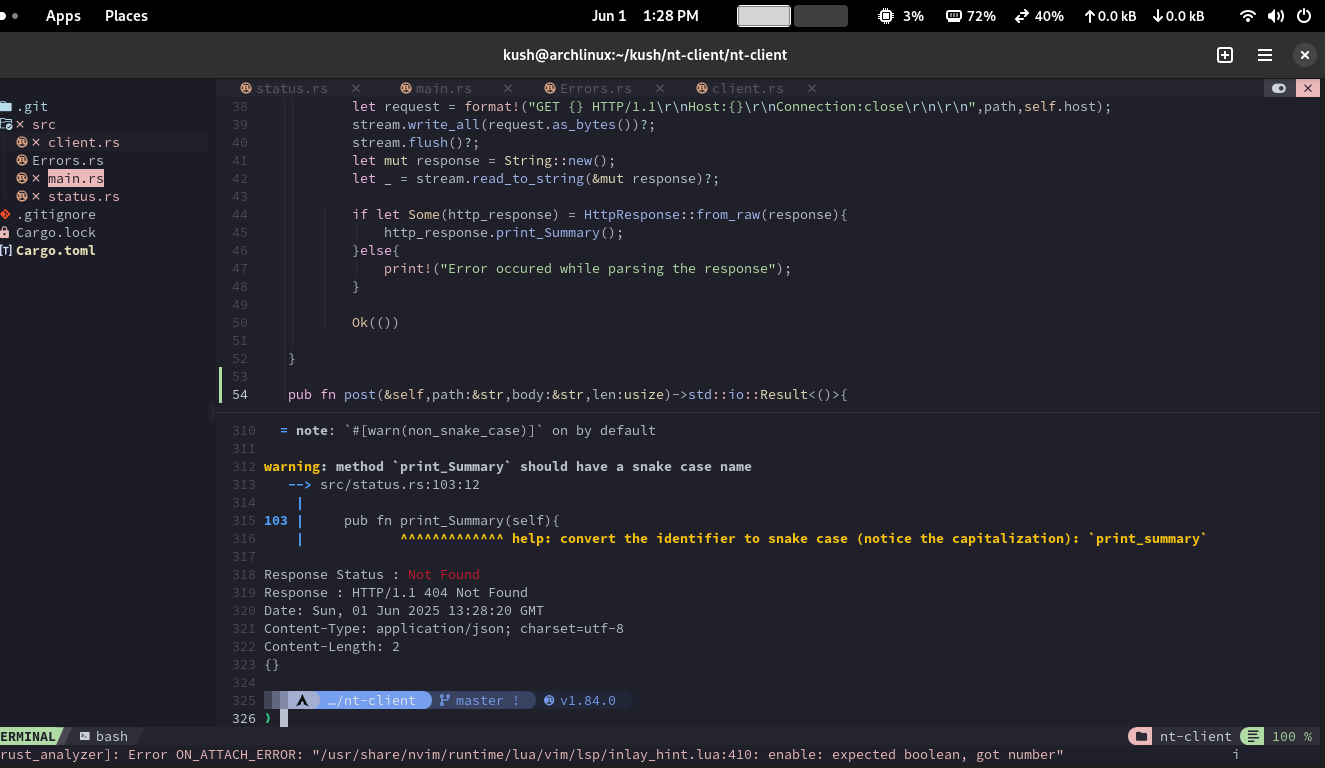 Apps Places Jun 1 1:28 PM 3% 72% 40% 0.0 kB 0.0 kB
kush@archlinux:~/kush/nt-client/nt-client
status.rs × main.rs × Errors.rs × client.rs ×
.git
× src
× client.rs
Errors.rs
× main.rs
× status.rs
.gitignore
Cargo.lock
[T] Cargo.toml
38 let request = format!("GET {} HTTP/1.1\r\nHost:{}\r\nConnection:close\r\n\r\n",path,self.host);
39 stream.write_all(request.as_bytes())?;
40 stream.flush()?;
41 let mut response = String::new();
42 let _ = stream.read_to_string(&mut response)?;
43
44 if let Some(http_response) = HttpResponse::from_raw(response){
45 http_response.print_Summary();
46 }else{
47 print!("Error occured while parsing the response");
48 }
49
50 Ok(())
51
52 }
53
54 pub fn post(&self,path:&str,body:&str,len:usize)->std::io::Result<()>{
310 = note: `#[warn(non_snake_case)]` on by default
311
312 warning: method `print_Summary` should have a snake case name
313 --> src/status.rs:103:12
314 |
315 103 | pub fn print_Summary(self){
316 | ^^^^^^^^^^^^^ help: convert the identifier to snake case (notice the capitalization): `print_summary`
317
318 Response Status : Not Found
319 Response : HTTP/1.1 404 Not Found
320 Date: Sun, 01 Jun 2025 13:28:20 GMT
321 Content-Type: application/json; charset=utf-8
322 Content-Length: 2
323 {}
324
325 …/nt-client master ! v1.84.0
326 ❯
ERMINAL bash nt-client 100 %
rust_analyzer]: Error ON_ATTACH_ERROR: "/usr/share/nvim/runtime/lua/vim/lsp/inlay_hint.lua:410: enable: expected boolean, got number" i